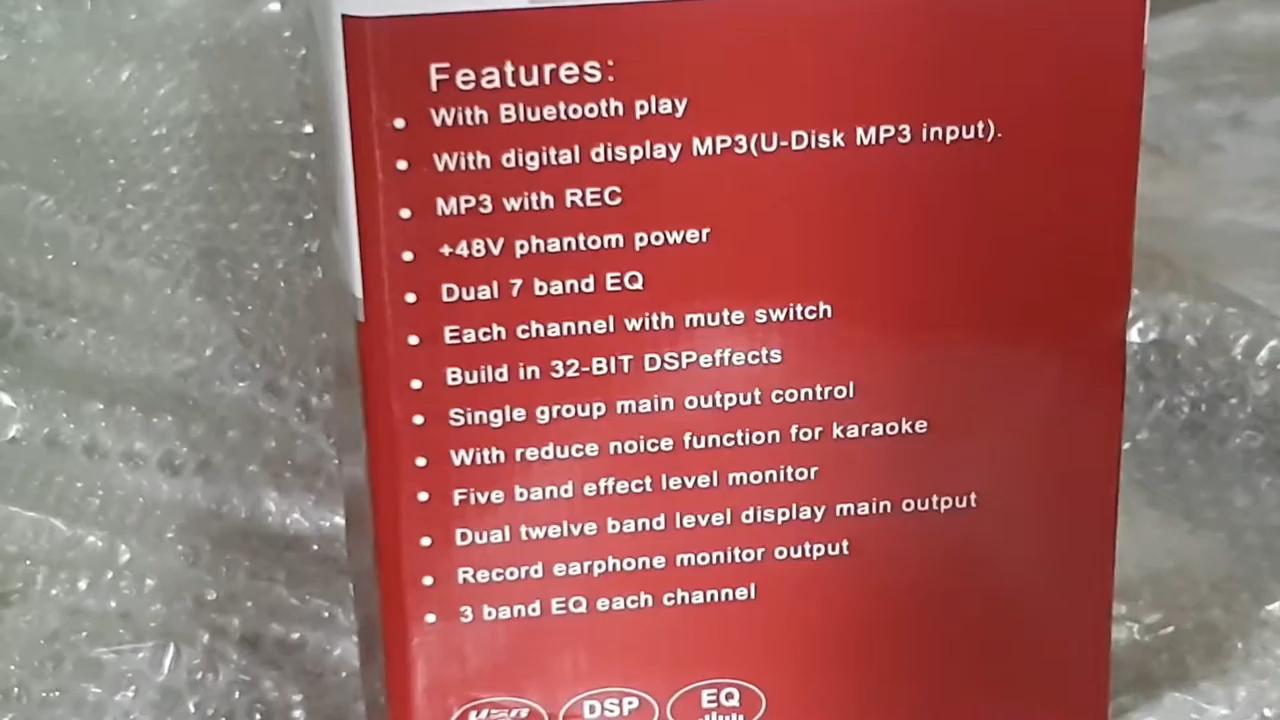 Features:
With Bluetooth play
With digital display MP3(U-Disk MP3 input).
MP3 with REC
+48V phantom power
Dual 7 band EQ
Each channel with mute switch
Build in 32-BIT DSPeffects
Single group main output control
With reduce noice function for karaoke
Five band effect level monitor
Dual twelve band level display main output
Record earphone monitor output
3 band EQ each channel
USB DSP EQ